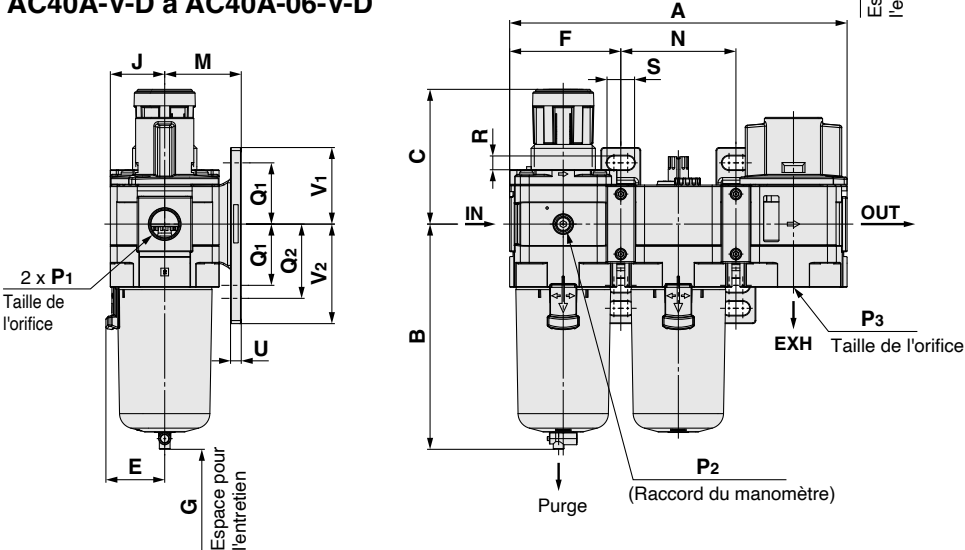 AC40A-V-D à AC40A-06-V-D
A
F
N
S
J
M
R
C
Q1
V1
IN
OUT
Q1
Q2
V2
2 x P1
Taille de
l'orifice
U
B
EXH
P3
Taille de l'orifice
E
G
Espace pour
l'entretien
P2
(Raccord du manomètre)
Purge